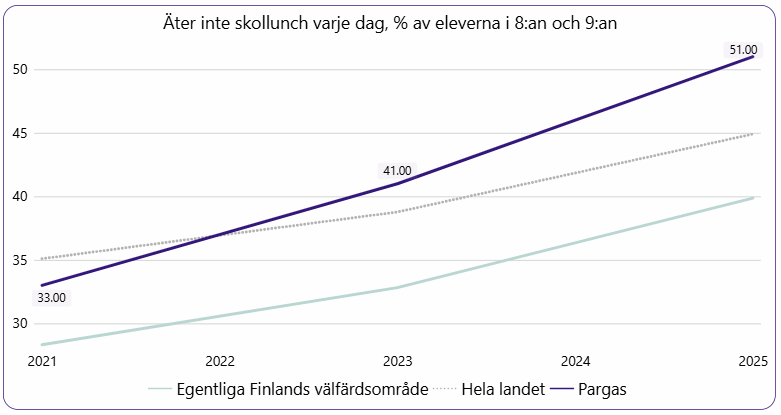 Äter inte skollunch varje dag, % av eleverna i 8:an och 9:an
51.00
50
45
41.00
40
35
33.00
30
2021 2022 2023 2024 2025
Egentliga Finlands välfärdsområde Hela landet Pargas